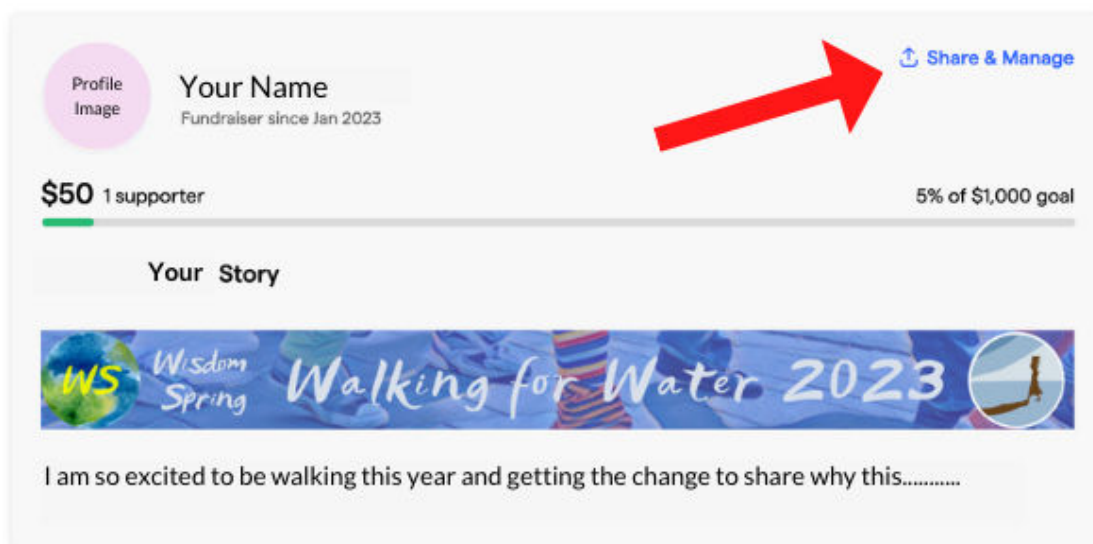 Profile
Image
Your Name
Fundraiser since Jan 2023
Share & Manage
$50 1 supporter
5% of $1,000 goal
Your Story
WS Wisdom
Spring
Walking for Water 2023
I am so excited to be walking this year and getting the change to share why this...........